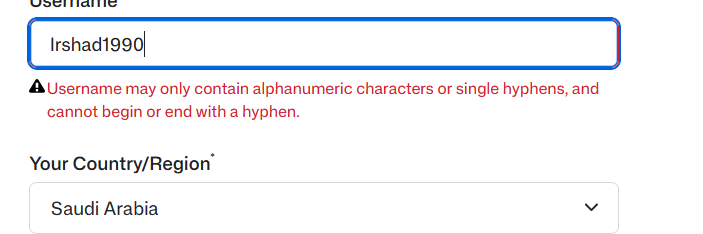 Username
Irshad1990
Username may only contain alphanumeric characters or single hyphens, and
cannot begin or end with a hyphen.
Your Country/Region*
Saudi Arabia